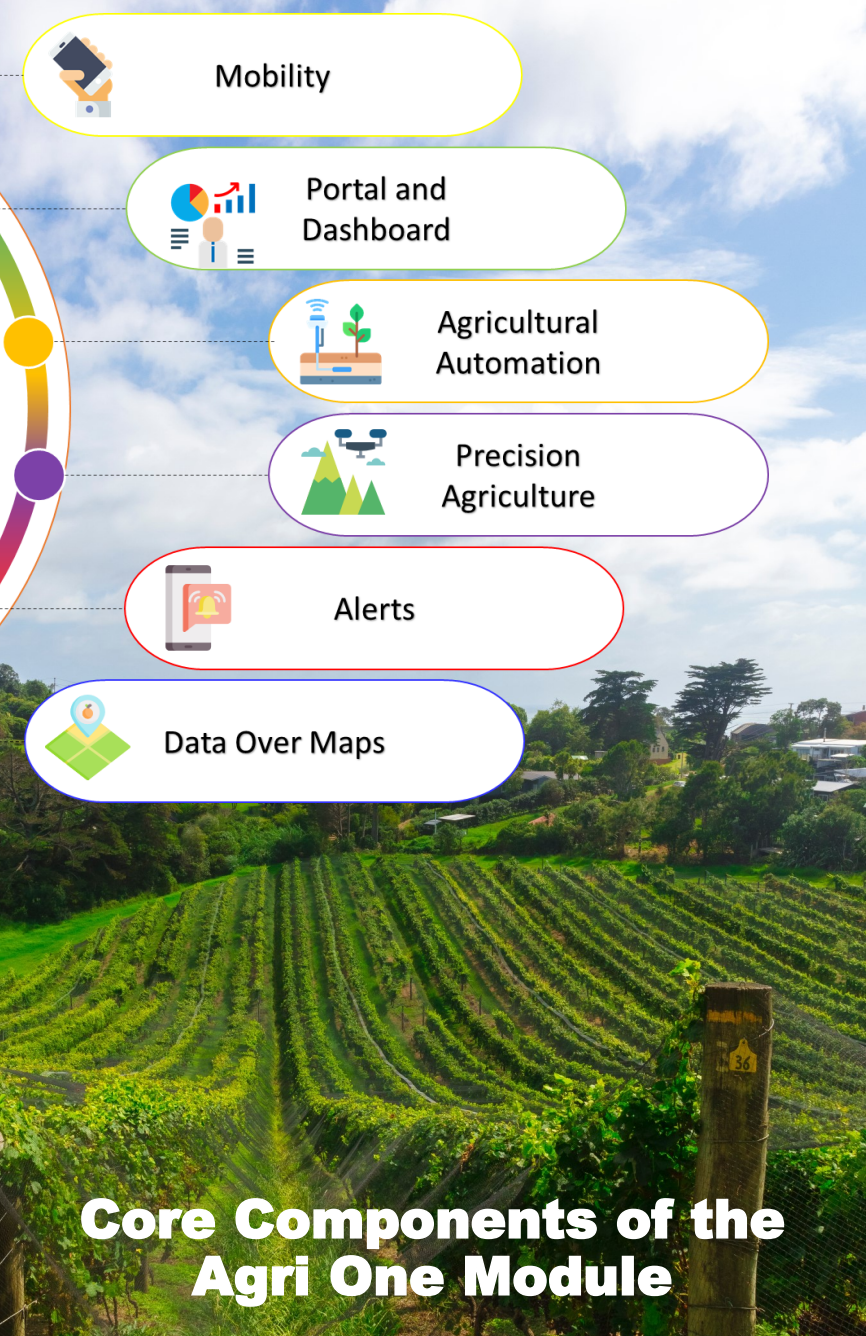 Mobility
Portal and
Dashboard
Agricultural
Automation
Precision
Agriculture
Alerts
Data Over Maps
36
Core Components of the
Agri One Module